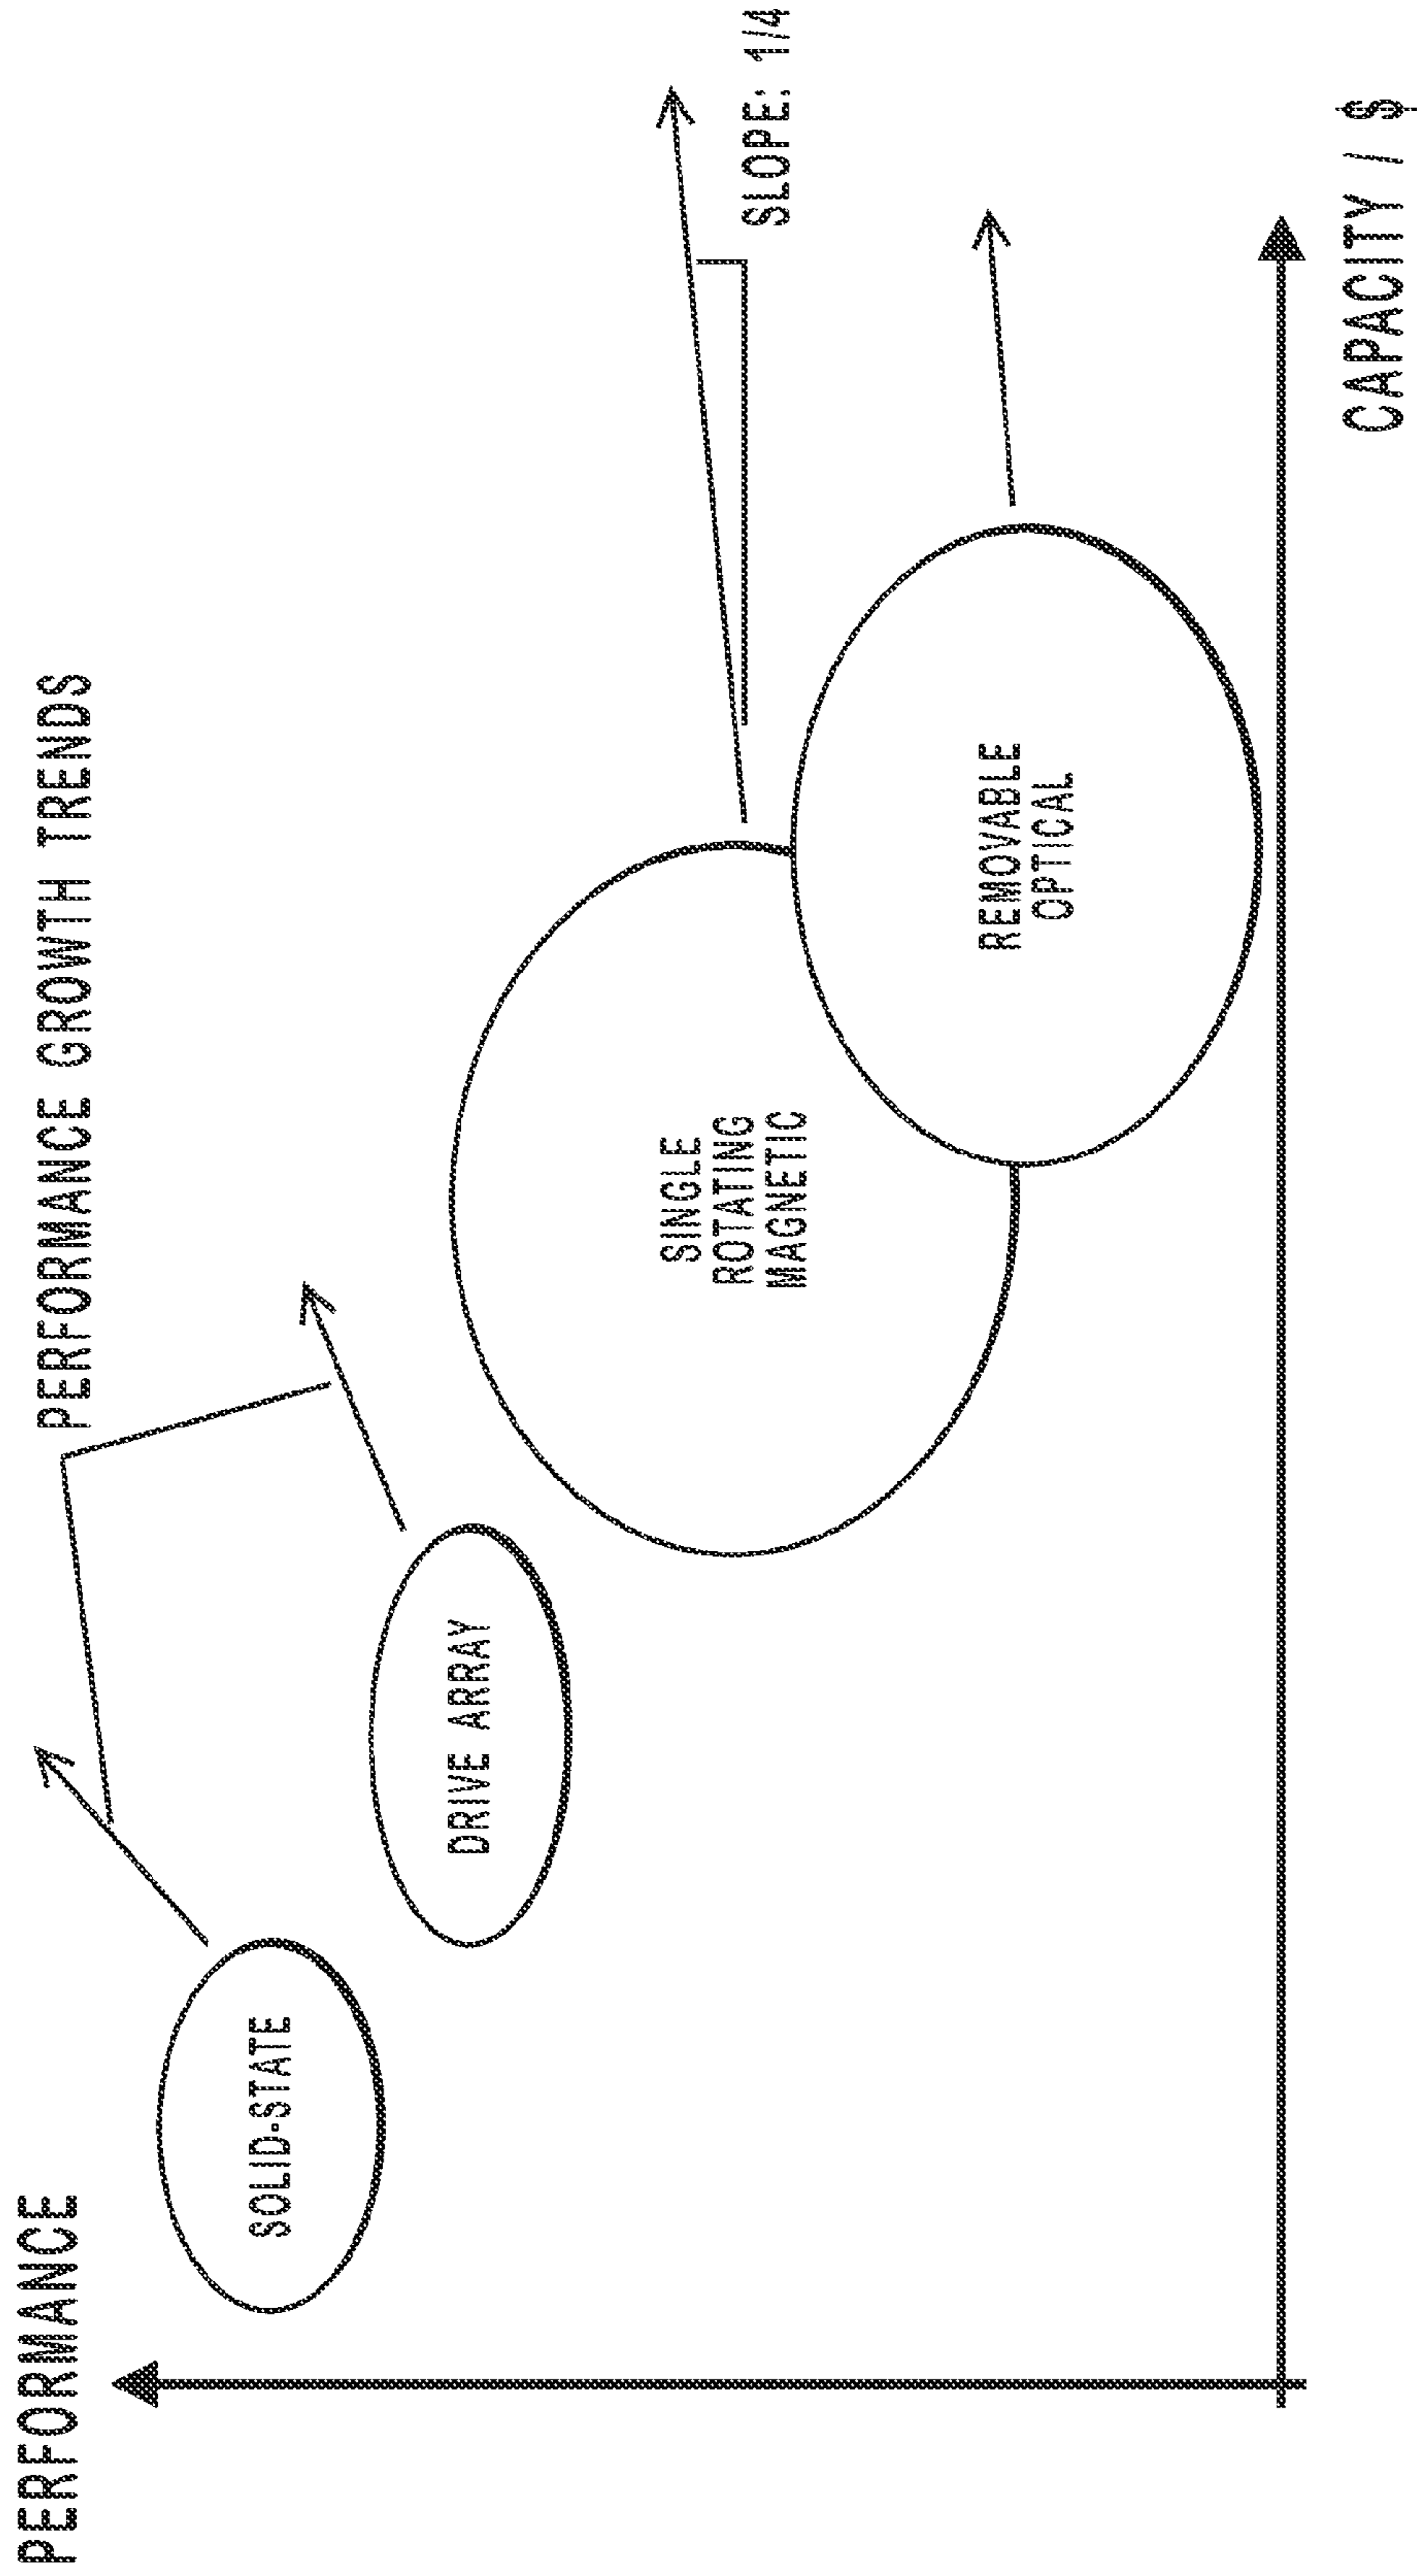 PERFORMANCE
PERFORMANCE GROWTH TRENDS
SOLID-STATE
DRIVE ARRAY
SINGLE
ROTATING
MAGNETIC
SLOPE: 1/4
REMOVABLE
OPTICAL
CAPACITY / $